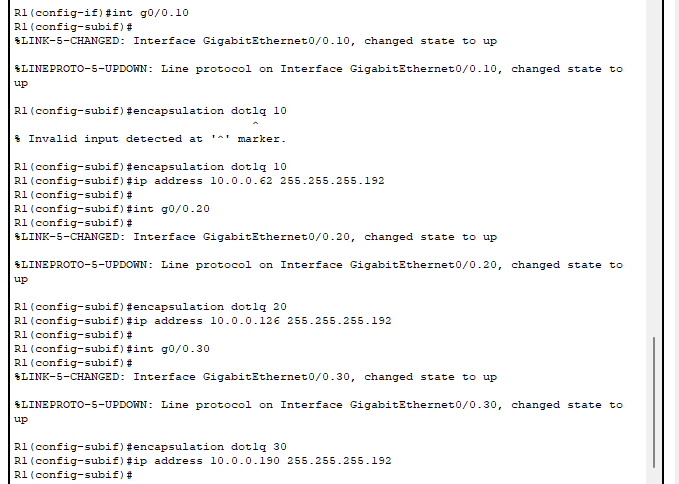 R1(config-if)#int g0/0.10
R1(config-subif)#
%LINK-5-CHANGED: Interface GigabitEthernet0/0.10, changed state to up
%LINEPROTO-5-UPDOWN: Line protocol on Interface GigabitEthernet0/0.10, changed state to
up
R1(config-subif)#encapsulation dotlq 10
^
% Invalid input detected at '^' marker.
R1(config-subif)#encapsulation dot1q 10
R1(config-subif)#ip address 10.0.0.62 255.255.255.192
R1(config-subif)#
R1(config-subif)#int g0/0.20
R1(config-subif)#
%LINK-5-CHANGED: Interface GigabitEthernet0/0.20, changed state to up
%LINEPROTO-5-UPDOWN: Line protocol on Interface GigabitEthernet0/0.20, changed state to
up
R1(config-subif)#encapsulation dot1q 20
R1(config-subif)#ip address 10.0.0.126 255.255.255.192
R1(config-subif)#
R1(config-subif)#int g0/0.30
R1(config-subif)#
%LINK-5-CHANGED: Interface GigabitEthernet0/0.30, changed state to up
%LINEPROTO-5-UPDOWN: Line protocol on Interface GigabitEthernet0/0.30, changed state to
up
R1(config-subif)#encapsulation dot1q 30
R1(config-subif)#ip address 10.0.0.190 255.255.255.192
R1(config-subif)#